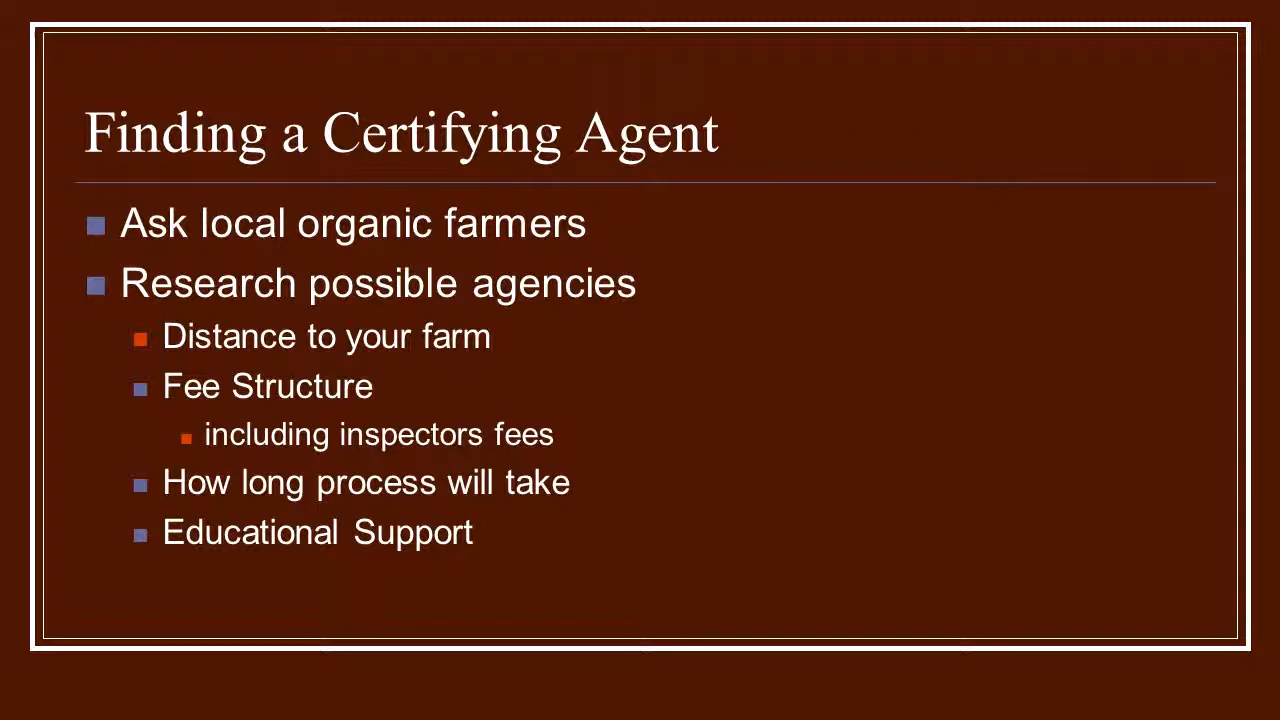 Finding a Certifying Agent
Ask local organic farmers
Research possible agencies
Distance to your farm
Fee Structure
including inspectors fees
How long process will take
Educational Support